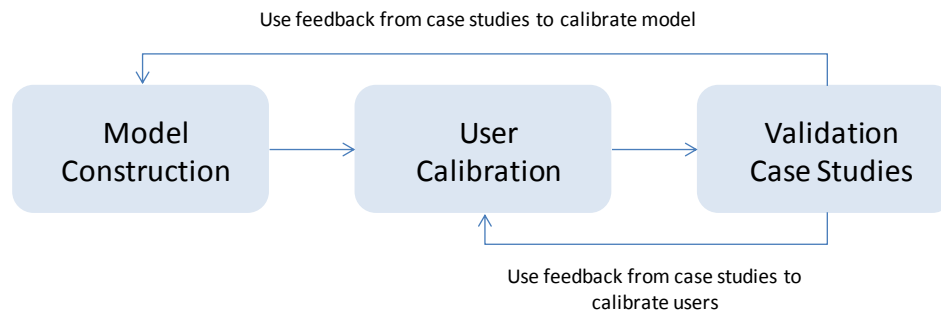 Use feedback from case studies to calibrate model
Model
Construction
User
Calibration
Validation
Case Studies
Use feedback from case studies to
calibrate users